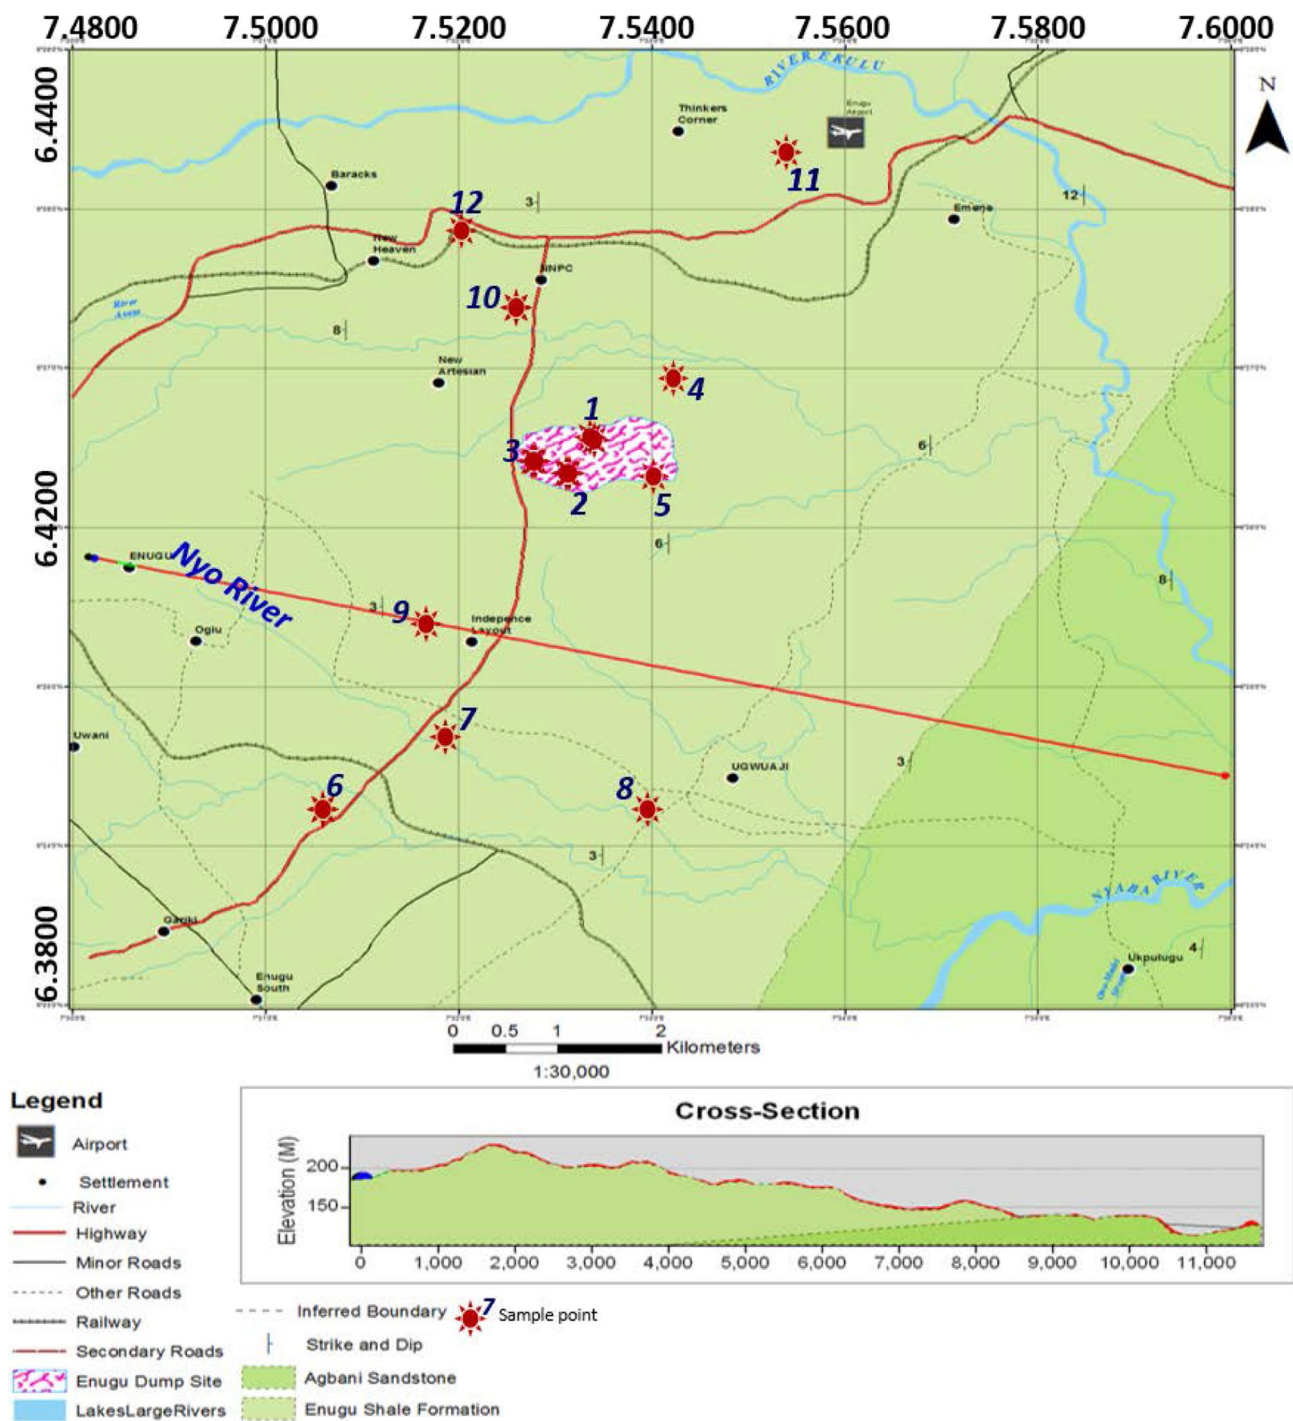 7.4800 7.5000 7.5200 7.5400 7.5600 7.5800 7.6000
6.4400
6.4200
6.3800
N
RIVER EKULU
Thinkers
Corner
Enugu
Airport
11
Baracks
12
3
12
Emene
New
Heaven
NNPC
10
River
8
New
Artesian
4
1
3
6
2
5
6
ENUGU
Nyo River
8
3
9
Indepence
Layout
Ogiu
7
Uwani
3
UGWUAJI
6
8
3
NYABA RIVER
Gariki
4
Ukpulugu
Enugu
South
0 0.5 1 2
Kilometers
1:30,000
Legend
Airport
Settlement
River
Highway
Minor Roads
Other Roads
Railway
Secondary Roads
Enugu Dump Site
LakesLargeRivers
Cross-Section
Elevation (M)
200
150
0 1,000 2,000 3,000 4,000 5,000 6,000 7,000 8,000 9,000 10,000 11,000
Inferred Boundary
7 Sample point
Strike and Dip
Agbani Sandstone
Enugu Shale Formation